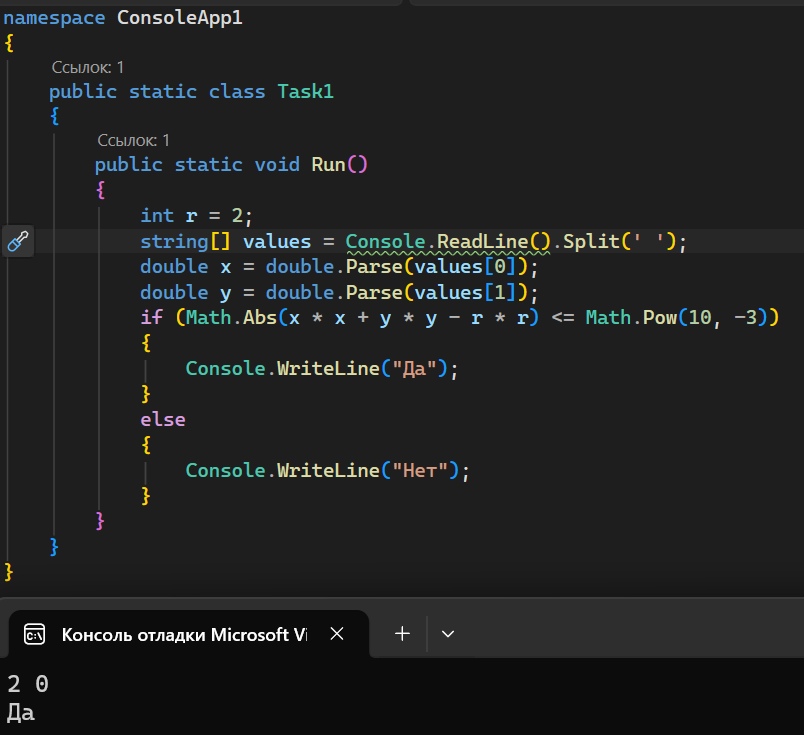 namespace ConsoleApp1
{
Ссылок: 1
public static class Task1
{
Ссылок: 1
public static void Run()
{
int r = 2;
string[] values = Console.ReadLine().Split(' ');
double x = double.Parse(values[0]);
double y = double.Parse(values[1]);
if (Math.Abs(x * x + y * y - r * r) <= Math.Pow(10, -3))
{
Console.WriteLine("Да");
}
else
{
Console.WriteLine("Нет");
}
}
}
}
Консоль отладки Microsoft Vi
2 0
Да